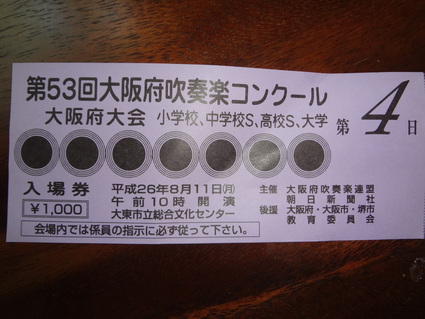 第53回大阪府吹奏楽コンクール
大阪府大会 小学校、中学校S、高校S、大学
第4日
入場券
¥1,000
平成26年8月11日(月)
午前10時開演
大東市立総合文化センター
主催 大阪府吹奏楽連盟
朝日新聞社
後援 大阪府・大阪市・堺市
教育委員会
会場内では係員の指示に必ず従って下さい。